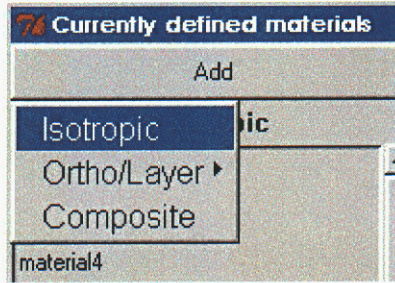 Currently defined materials
Add
Isotropic
Ortho/Layer
Composite
material4